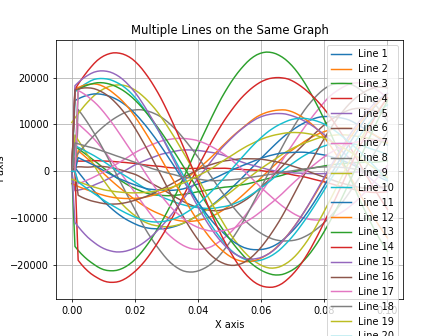 Multiple Lines on the Same Graph
20000
10000
0
−10000
−20000
0.00
0.02
0.04
0.06
X axis
Line 1
Line 2
Line 3
Line 4
Line 5
Line 6
Line 7
Line 8
Line 9
Line 10
Line 11
Line 12
Line 13
Line 14
Line 15
Line 16
Line 17
Line 18
Line 19
Line 20